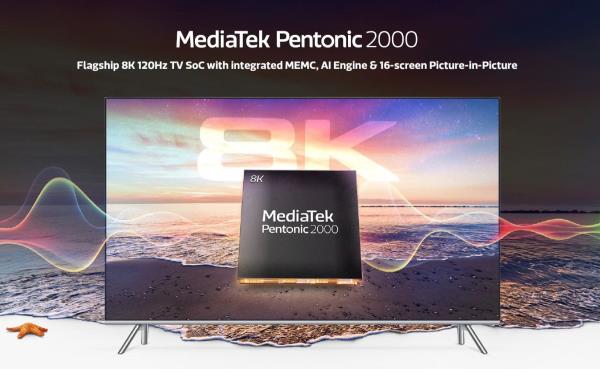 MediaTek Pentonic 2000
Flagship 8K 120Hz TV SoC with integrated MEMC, AI Engine & 16-screen Picture-in-Picture
8K
8K
MediaTek
Pentonic 2000